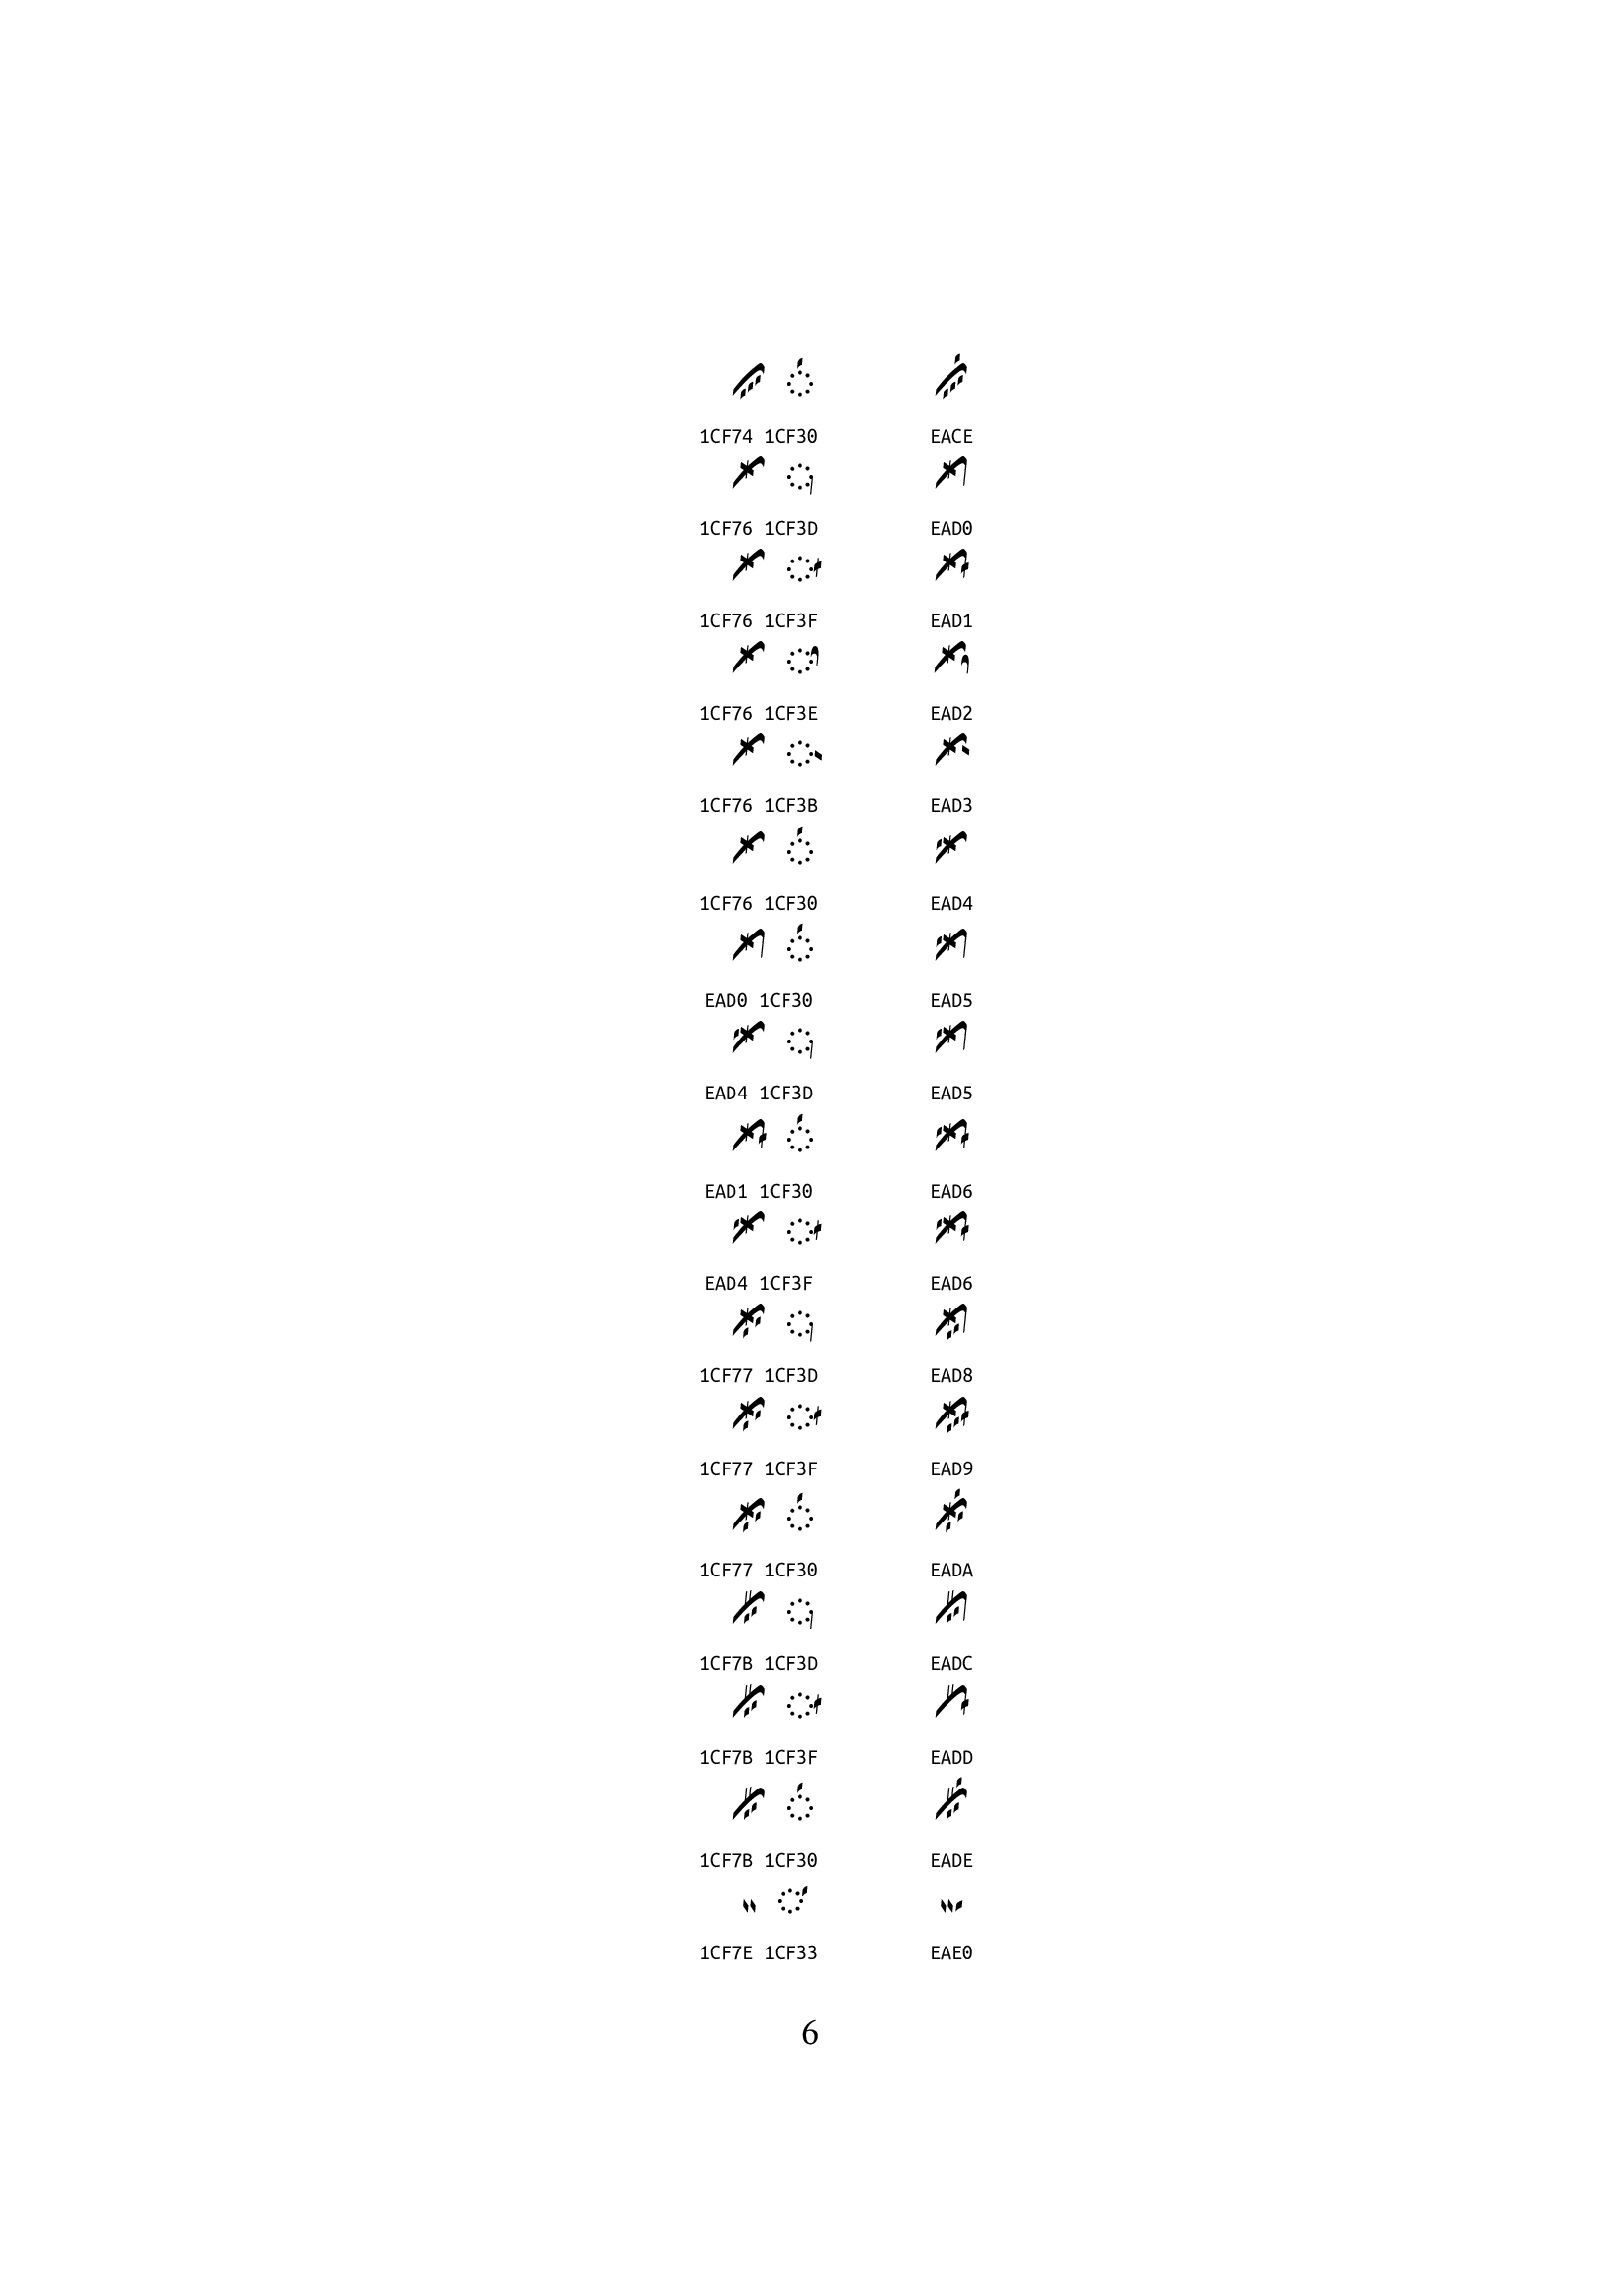 1CF74 1CF30 EACE
1CF76 1CF3D EAD0
1CF76 1CF3F EAD1
1CF76 1CF3E EAD2
1CF76 1CF3B EAD3
1CF76 1CF30 EAD4
EAD0 1CF30 EAD5
EAD4 1CF3D EAD5
EAD1 1CF30 EAD6
EAD4 1CF3F EAD6
1CF77 1CF3D EAD8
1CF77 1CF3F EAD9
1CF77 1CF30 EADA
1CF7B 1CF3D EADC
1CF7B 1CF3F EADD
1CF7B 1CF30 EADE
1CF7E 1CF33 EAE0
6